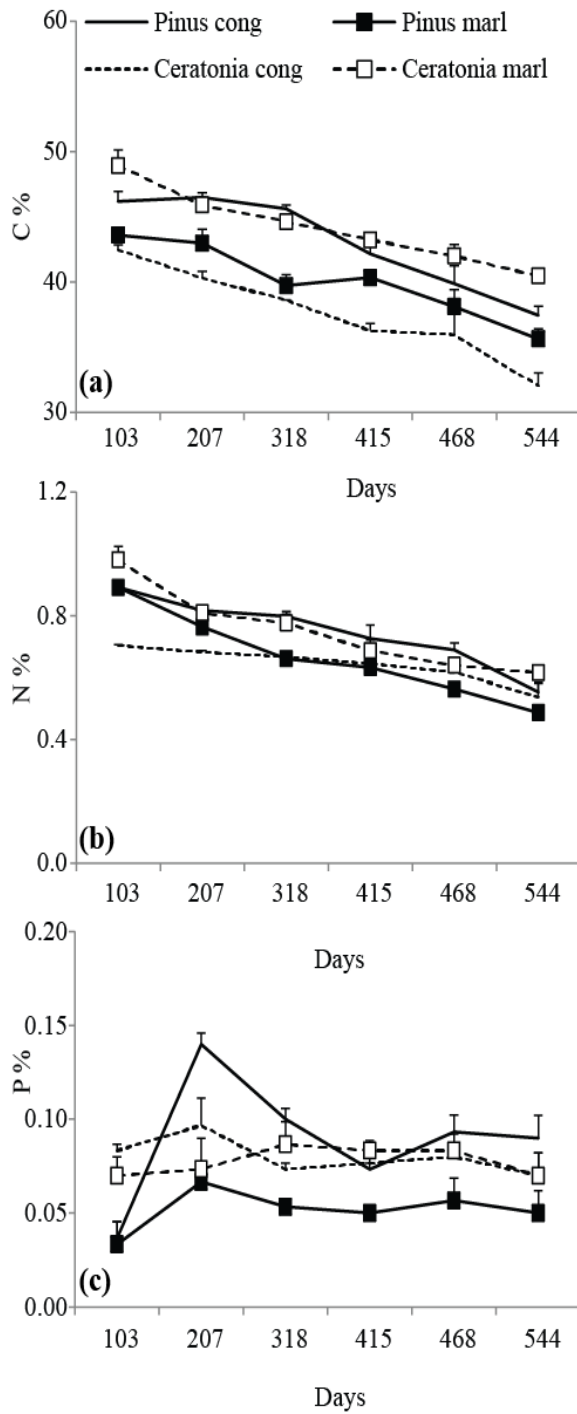 60
Pinus cong
Pinus marl
Ceratonia cong
Ceratonia marl
50
C %
40
(a)
30
103 207 318 415 468 544
Days
1.2
0.8
N %
0.4
(b)
0.0
103 207 318 415 468 544
Days
0.20
0.15
P %
0.10
0.05
(c)
0.00
103 207 318 415 468 544
Days